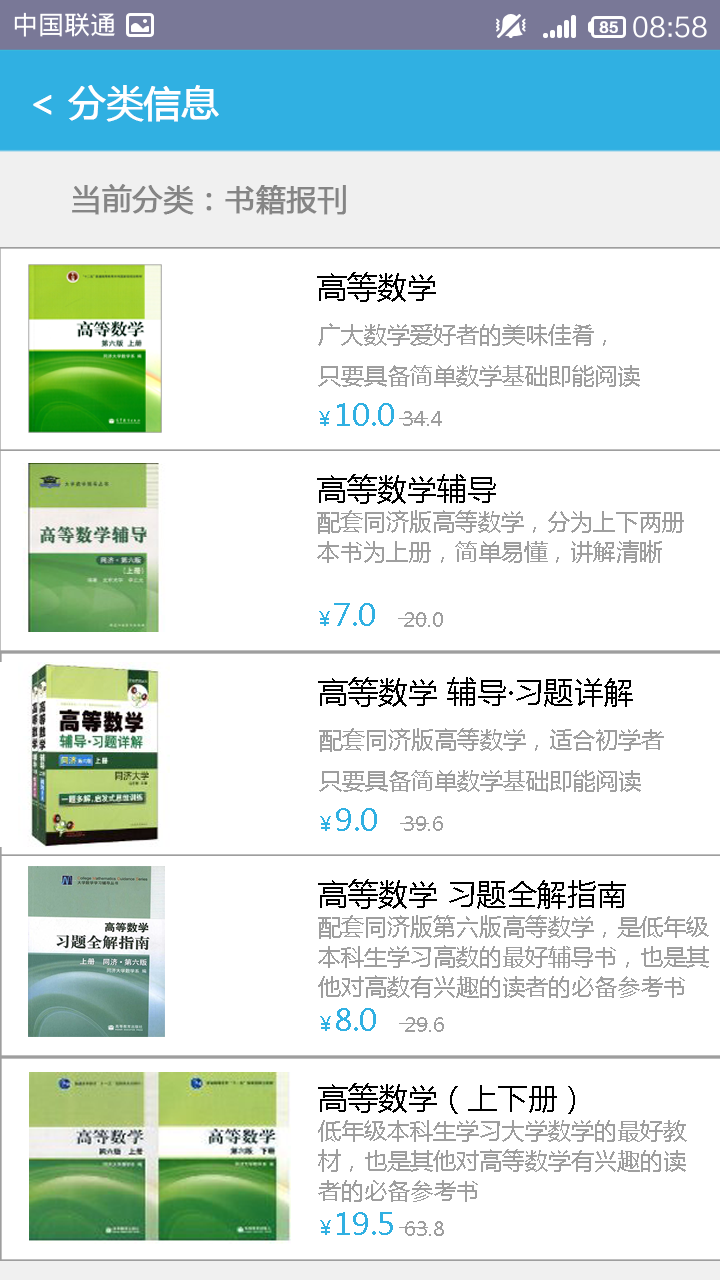 中国联通 85 08:58
< 分类信息
当前分类：书籍报刊
高等数学
第六版 上册
同济大学数学系 编
高等数学
广大数学爱好者的美味佳肴，
只要具备简单数学基础即能阅读
¥10.0 34.4
高等数学辅导
同济·第六版
（上册）
高等数学辅导
配套同济版高等数学，分为上下两册
本书为上册，简单易懂，讲解清晰
¥7.0 20.0
高等数学
辅导·习题详解
同济 上册
同济大学
一题多解，启发式思维训练
高等数学
高等数学 辅导·习题详解
配套同济版高等数学，适合初学者
只要具备简单数学基础即能阅读
¥9.0 39.6
高等数学
习题全解指南
上册 同济·第六版
同济大学数学系 编
高等数学 习题全解指南
配套同济版第六版高等数学，是低年级
本科生学习高数的最好辅导书，也是其
他对高数有兴趣的读者的必备参考书
¥8.0 29.6
高等数学
第六版 上册
高等数学
第六版 下册
高等数学（上下册）
低年级本科生学习大学数学的最好教
材，也是其他对高等数学有兴趣的读
者的必备参考书
¥19.5 63.8